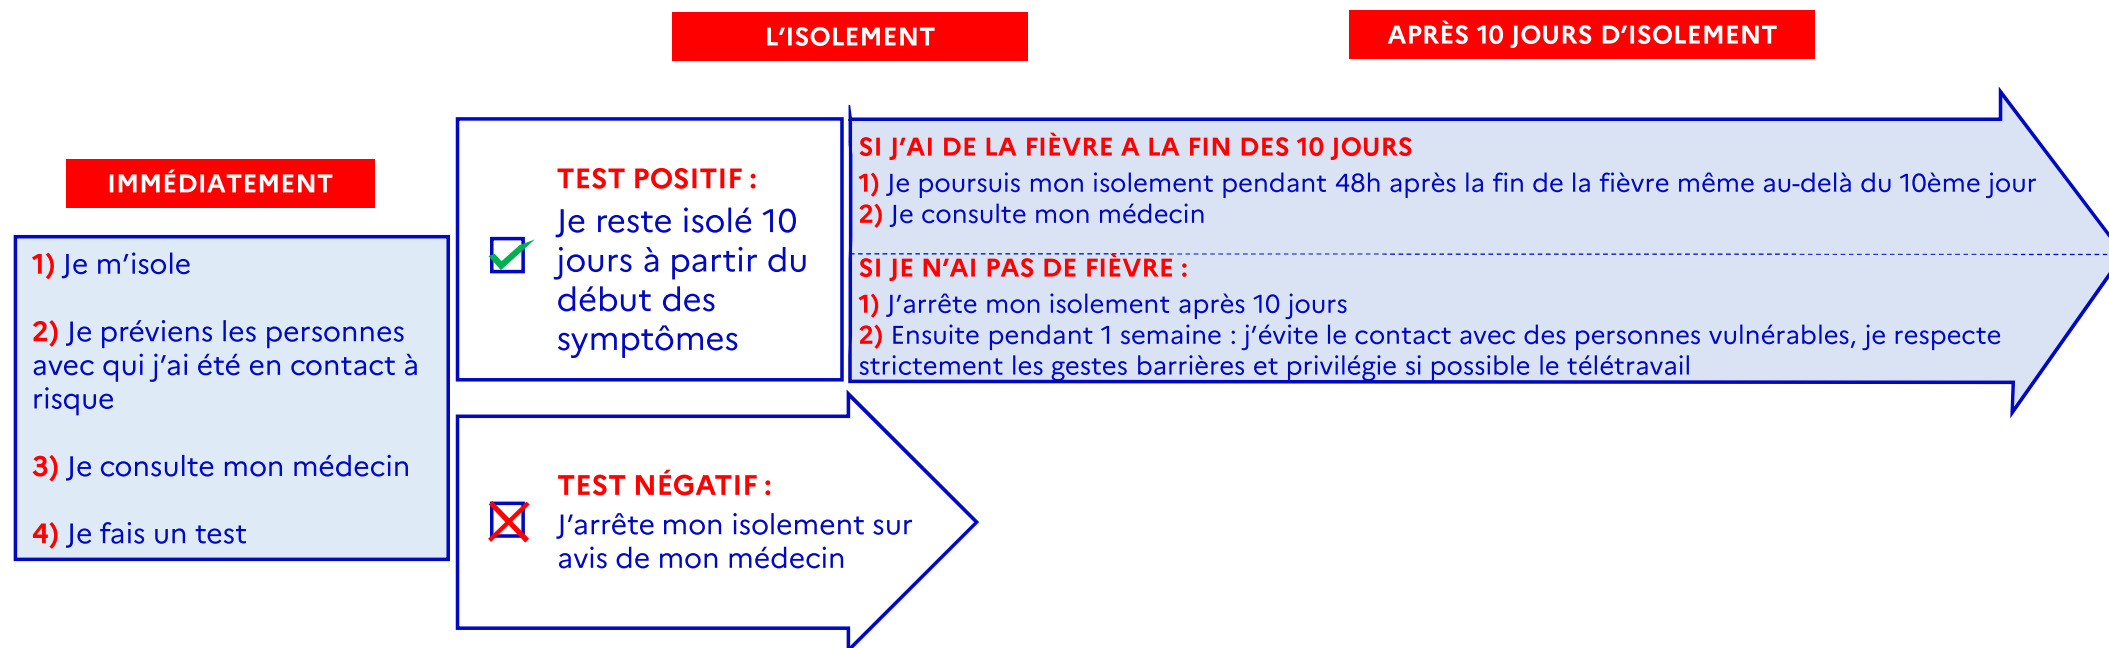 L'ISOLEMENT
APRÈS 10 JOURS D'ISOLEMENT
IMMÉDIATEMENT
1) Je m'isole
2) Je préviens les personnes
avec qui j'ai été en contact à
risque
3) Je consulte mon médecin
4) Je fais un test
TEST POSITIF :
Je reste isolé 10
jours à partir du
début des
symptômes
SI J'AI DE LA FIÈVRE A LA FIN DES 10 JOURS
1) Je poursuis mon isolement pendant 48h après la fin de la fièvre même au-delà du 10ème jour
2) Je consulte mon médecin
SI JE N'AI PAS DE FIÈVRE :
1) J'arrête mon isolement après 10 jours
2) Ensuite pendant 1 semaine : j'évite le contact avec des personnes vulnérables, je respecte
strictement les gestes barrières et privilégie si possible le télétravail
TEST NÉGATIF :
J'arrête mon isolement sur
avis de mon médecin